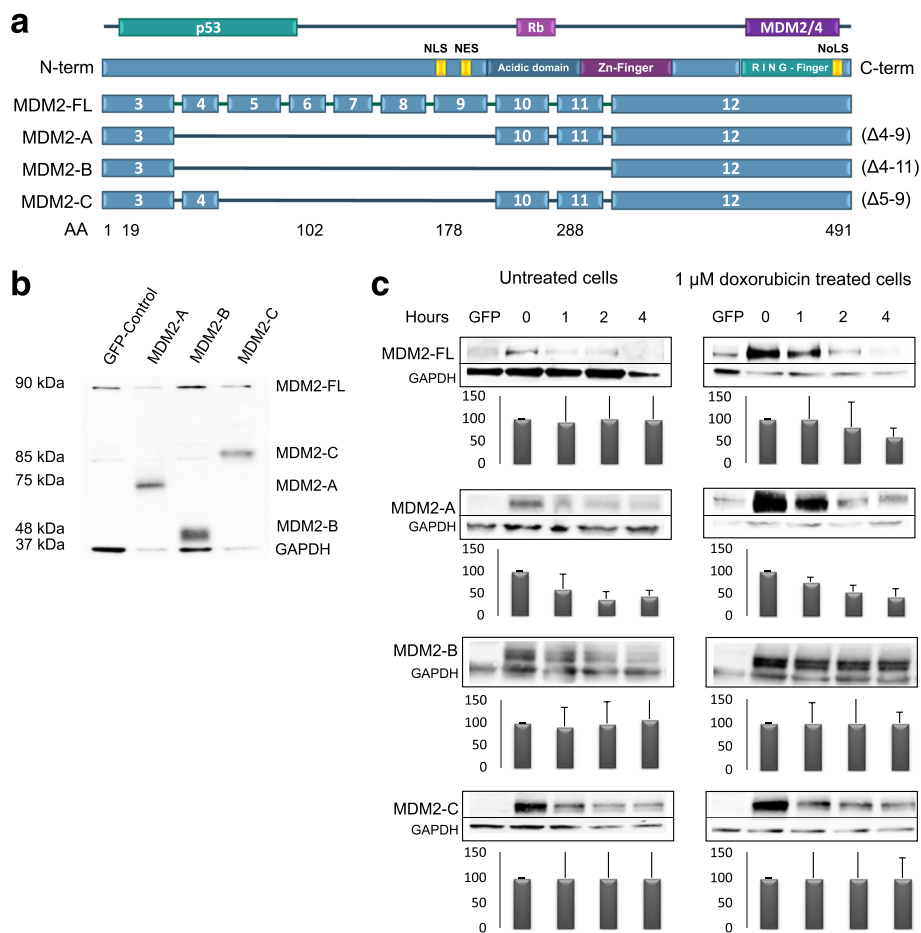 a
p53 Rb MDM2/4
NLS NES NoLS
N-term Acidic domain Zn-Finger RING-Finger C-term
MDM2-FL 3 4 5 6 7 8 9 10 11 12
MDM2-A 3 10 11 12 (Δ4-9)
MDM2-B 3 12 (Δ4-11)
MDM2-C 3 4 10 11 12 (Δ5-9)
AA 1 19 102 178 288 491
b
GFP-Control MDM2-A MDM2-B MDM2-C
90 kDa MDM2-FL
85 kDa MDM2-C
75 kDa MDM2-A
48 kDa MDM2-B
37 kDa GAPDH
c
Untreated cells 1 µM doxorubicin treated cells
Hours GFP 0 1 2 4 GFP 0 1 2 4
MDM2-FL
GAPDH
150 150
100 100
50 50
0 0
MDM2-A
GAPDH
150 150
100 100
50 50
0 0
MDM2-B
GAPDH
150 150
100 100
50 50
0 0
MDM2-C
GAPDH
150 150
100 100
50 50
0 0